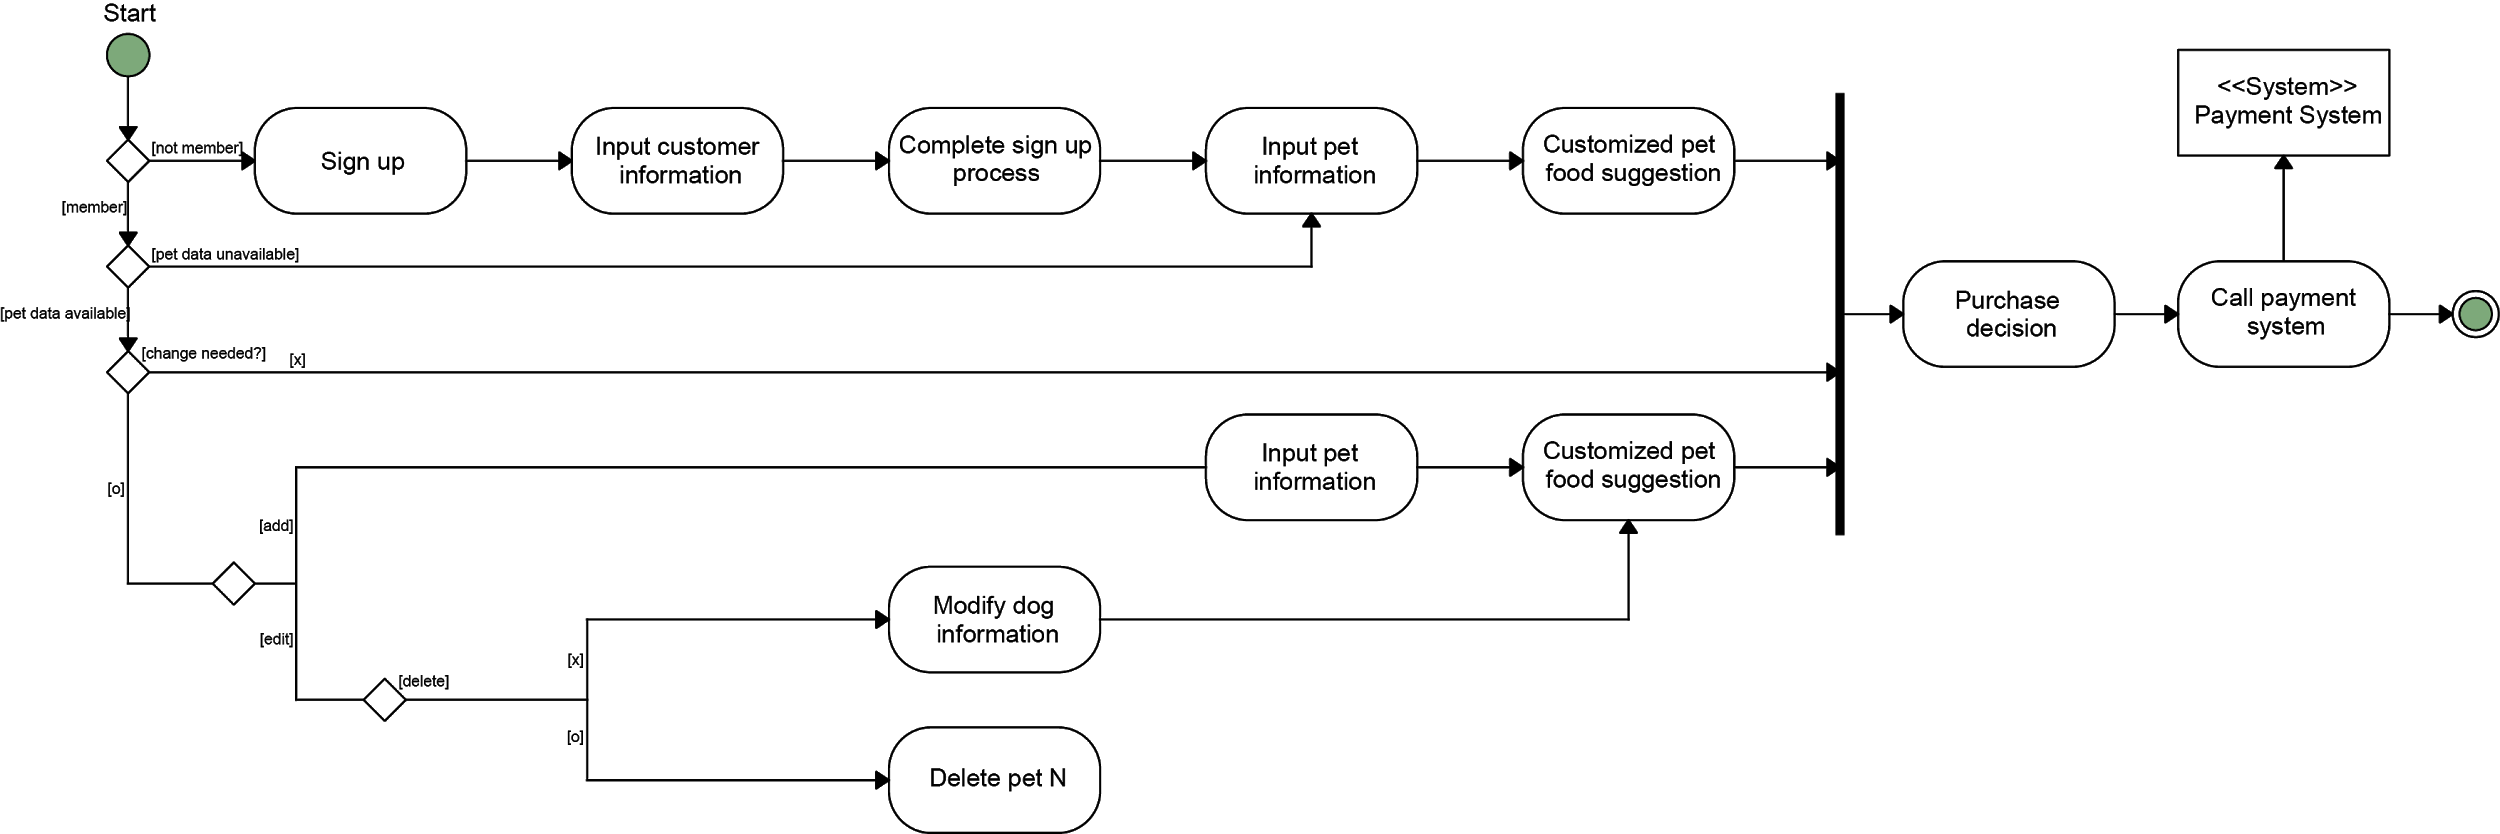 Start
<<System>>
Payment System
[not member]
Sign up
Input customer
information
Complete sign up
process
Input pet
information
Customized pet
food suggestion
[member]
[pet data unavailable]
[pet data available]
Purchase
decision
Call payment
system
[change needed?]
[x]
Input pet
information
Customized pet
food suggestion
[o]
[add]
[edit]
Modify dog
information
[x]
[delete]
[o]
Delete pet N